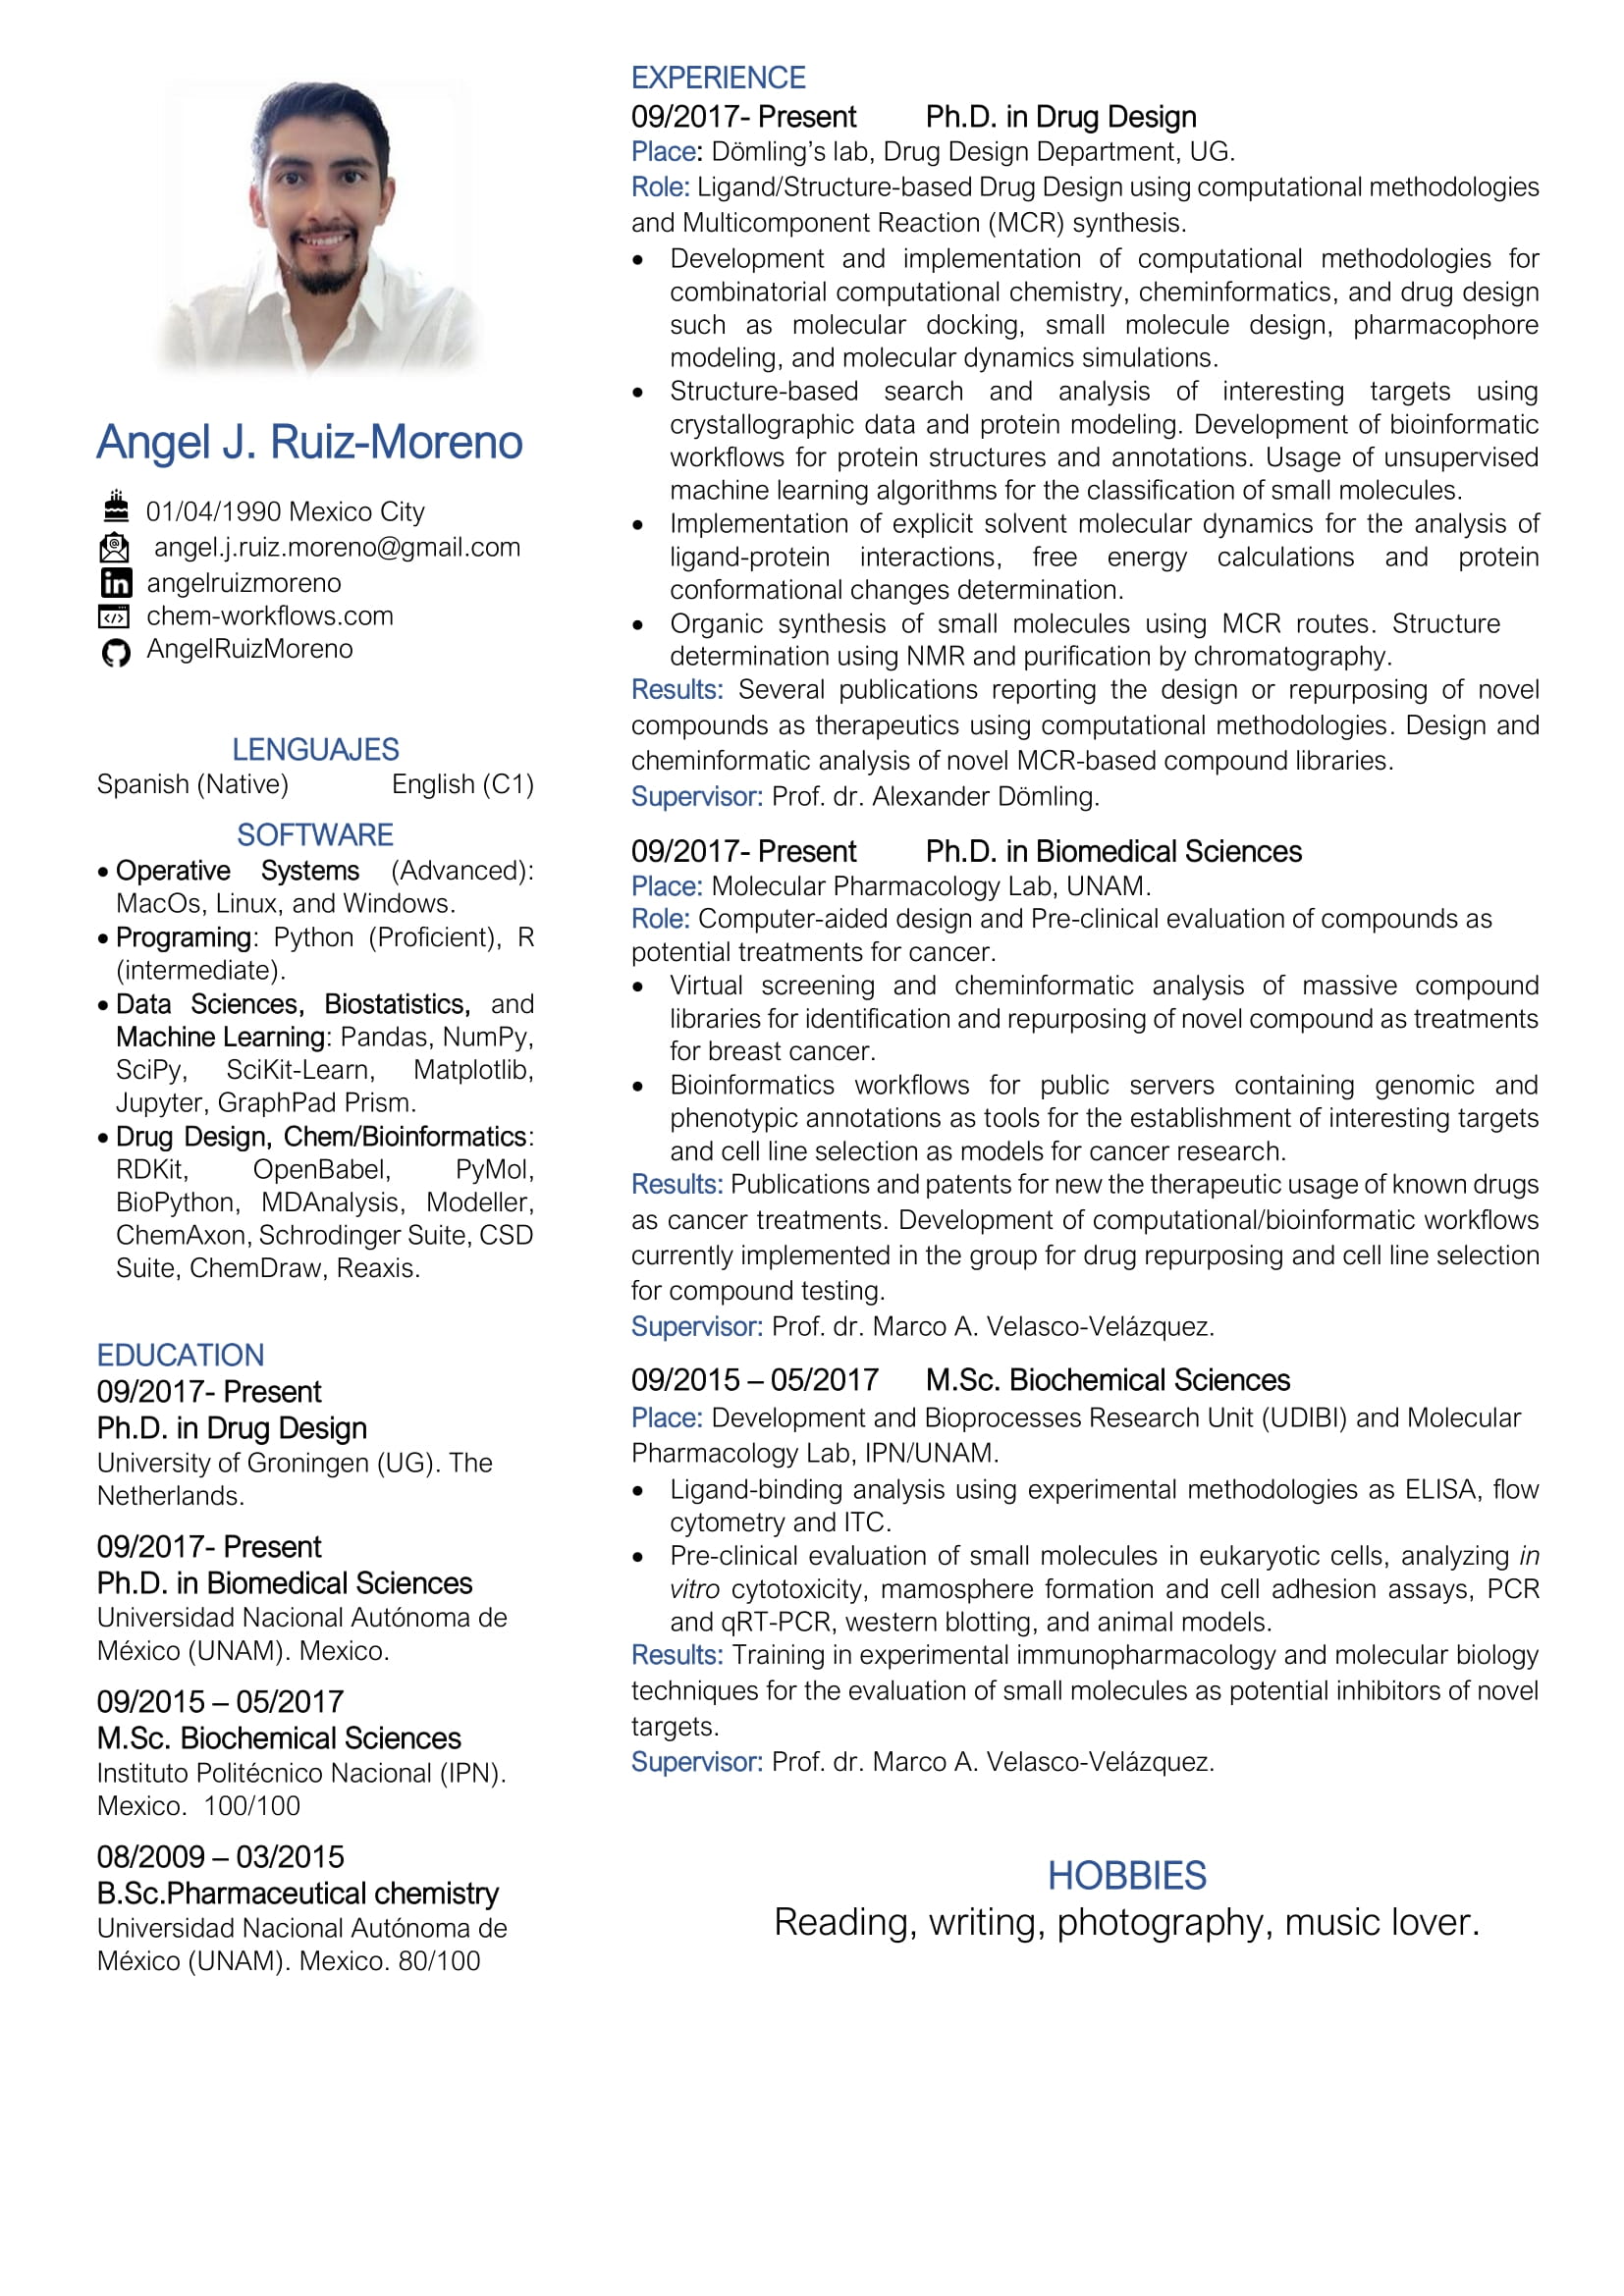 Angel J. Ruiz-Moreno
01/04/1990 Mexico City
angel.j.ruiz.moreno@gmail.com
angelruizmoreno
chem-workflows.com
AngelRuizMoreno
LENGUAJES
Spanish (Native) English (C1)
SOFTWARE
• Operative Systems (Advanced):
MacOs, Linux, and Windows.
• Programing: Python (Proficient), R
(intermediate).
• Data Sciences, Biostatistics, and
Machine Learning: Pandas, NumPy,
SciPy, SciKit-Learn, Matplotlib,
Jupyter, GraphPad Prism.
• Drug Design, Chem/Bioinformatics:
RDKit, OpenBabel, PyMol,
BioPython, MDAnalysis, Modeller,
ChemAxon, Schrodinger Suite, CSD
Suite, ChemDraw, Reaxis.
EDUCATION
09/2017- Present
Ph.D. in Drug Design
University of Groningen (UG). The
Netherlands.
09/2017- Present
Ph.D. in Biomedical Sciences
Universidad Nacional Autónoma de
México (UNAM). Mexico.
09/2015 – 05/2017
M.Sc. Biochemical Sciences
Instituto Politécnico Nacional (IPN).
Mexico. 100/100
08/2009 – 03/2015
B.Sc.Pharmaceutical chemistry
Universidad Nacional Autónoma de
México (UNAM). Mexico. 80/100
EXPERIENCE
09/2017- Present Ph.D. in Drug Design
Place: Dömling’s lab, Drug Design Department, UG.
Role: Ligand/Structure-based Drug Design using computational methodologies
and Multicomponent Reaction (MCR) synthesis.
• Development and implementation of computational methodologies for
combinatorial computational chemistry, cheminformatics, and drug design
such as molecular docking, small molecule design, pharmacophore
modeling, and molecular dynamics simulations.
• Structure-based search and analysis of interesting targets using
crystallographic data and protein modeling. Development of bioinformatic
workflows for protein structures and annotations. Usage of unsupervised
machine learning algorithms for the classification of small molecules.
• Implementation of explicit solvent molecular dynamics for the analysis of
ligand-protein interactions, free energy calculations and protein
conformational changes determination.
• Organic synthesis of small molecules using MCR routes. Structure
determination using NMR and purification by chromatography.
Results: Several publications reporting the design or repurposing of novel
compounds as therapeutics using computational methodologies. Design and
cheminformatic analysis of novel MCR-based compound libraries.
Supervisor: Prof. dr. Alexander Dömling.
09/2017- Present Ph.D. in Biomedical Sciences
Place: Molecular Pharmacology Lab, UNAM.
Role: Computer-aided design and Pre-clinical evaluation of compounds as
potential treatments for cancer.
• Virtual screening and cheminformatic analysis of massive compound
libraries for identification and repurposing of novel compound as treatments
for breast cancer.
• Bioinformatics workflows for public servers containing genomic and
phenotypic annotations as tools for the establishment of interesting targets
and cell line selection as models for cancer research.
Results: Publications and patents for new the therapeutic usage of known drugs
as cancer treatments. Development of computational/bioinformatic workflows
currently implemented in the group for drug repurposing and cell line selection
for compound testing.
Supervisor: Prof. dr. Marco A. Velasco-Velázquez.
09/2015 – 05/2017 M.Sc. Biochemical Sciences
Place: Development and Bioprocesses Research Unit (UDIBI) and Molecular
Pharmacology Lab, IPN/UNAM.
• Ligand-binding analysis using experimental methodologies as ELISA, flow
cytometry and ITC.
• Pre-clinical evaluation of small molecules in eukaryotic cells, analyzing in
vitro cytotoxicity, mamosphere formation and cell adhesion assays, PCR
and qRT-PCR, western blotting, and animal models.
Results: Training in experimental immunopharmacology and molecular biology
techniques for the evaluation of small molecules as potential inhibitors of novel
targets.
Supervisor: Prof. dr. Marco A. Velasco-Velázquez.
HOBBIES
Reading, writing, photography, music lover.